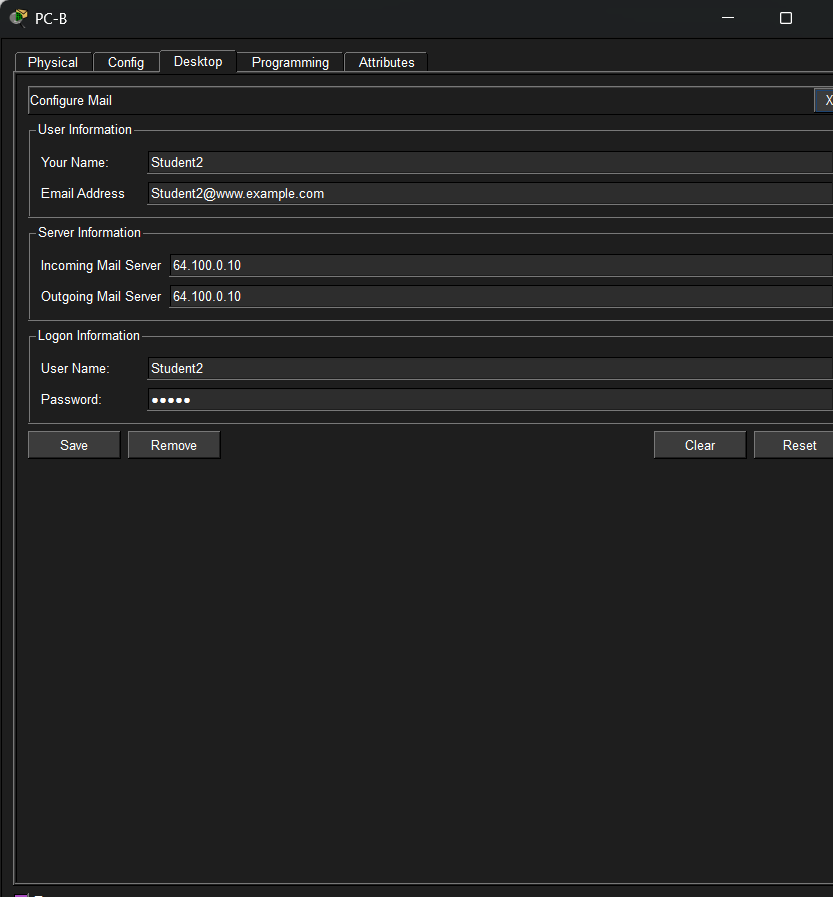 PC-B
Physical Config Desktop Programming Attributes
Configure Mail X
User Information
Your Name: Student2
Email Address Student2@www.example.com
Server Information
Incoming Mail Server 64.100.0.10
Outgoing Mail Server 64.100.0.10
Logon Information
User Name: Student2
Password: •••••
Save Remove Clear Reset